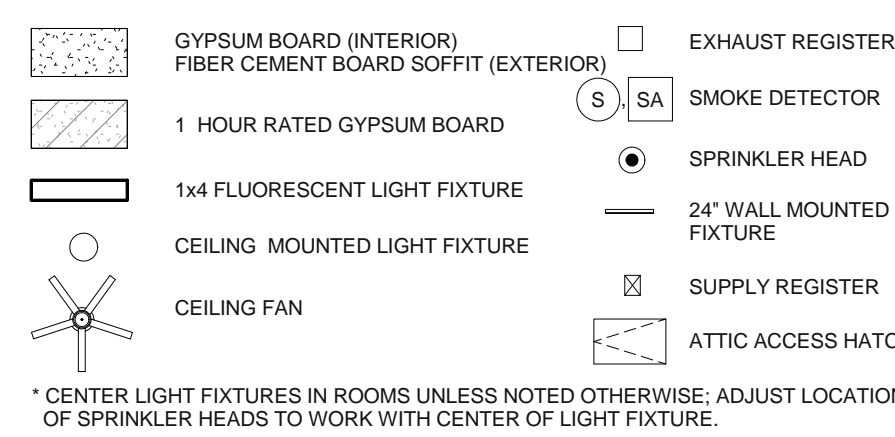 GYPSUM BOARD (INTERIOR)
FIBER CEMENT BOARD SOFFIT (EXTERIOR)
1 HOUR RATED GYPSUM BOARD
1x4 FLUORESCENT LIGHT FIXTURE
CEILING MOUNTED LIGHT FIXTURE
CEILING FAN
EXHAUST REGISTER
S, SA SMOKE DETECTOR
SPRINKLER HEAD
24" WALL MOUNTED
FIXTURE
SUPPLY REGISTER
ATTIC ACCESS HATC
* CENTER LIGHT FIXTURES IN ROOMS UNLESS NOTED OTHERWISE; ADJUST LOCATION
OF SPRINKLER HEADS TO WORK WITH CENTER OF LIGHT FIXTURE.